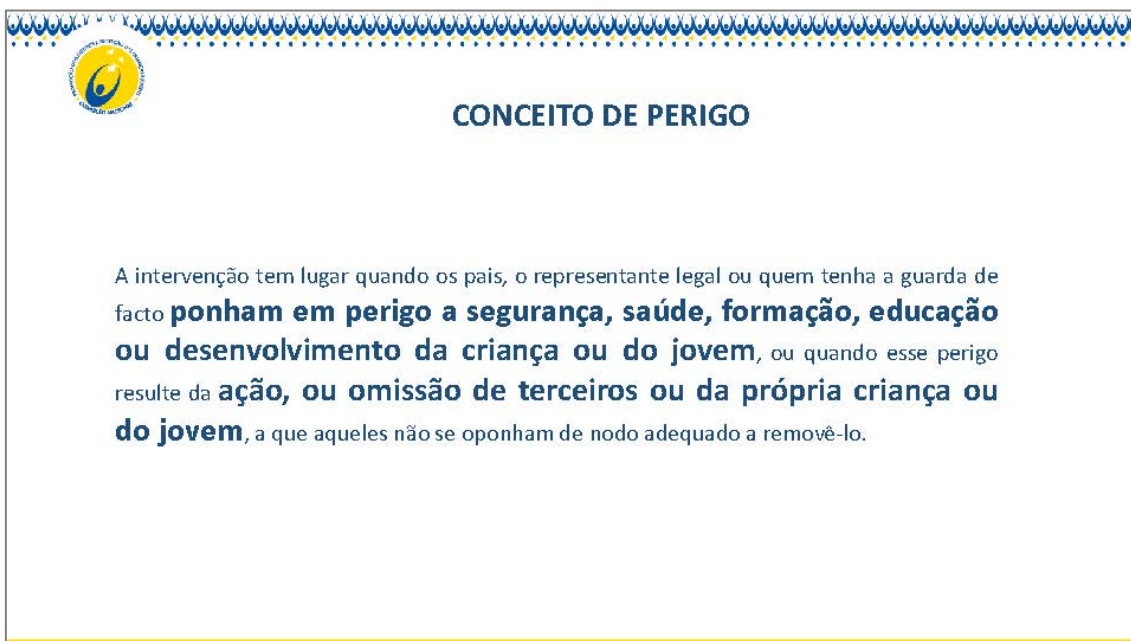 CONCEITO DE PERIGO
A intervenção tem lugar quando os pais, o representante legal ou quem tenha a guarda de
facto ponham em perigo a segurança, saúde, formação, educação
ou desenvolvimento da criança ou do jovem, ou quando esse perigo
resulte da ação, ou omissão de terceiros ou da própria criança ou
do jovem, a que aqueles não se oponham de nodo adequado a removê-lo.